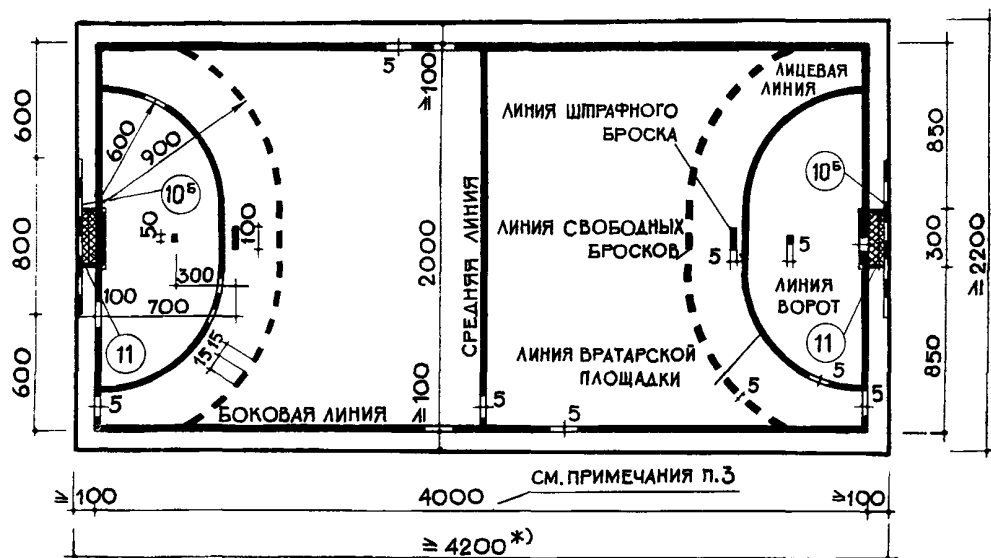 600
800
600
600
900
10Б
50
100
300
100
700
11
15
15
5
БОКОВАЯ ЛИНИЯ
5
≥ 100
2000
≥ 100
СРЕДНЯЯ ЛИНИЯ
5
5
ЛИНИЯ ШТРАФНОГО
БРОСКА
ЛИНИЯ СВОБОДНЫХ
БРОСКОВ
ЛИНИЯ ВРАТАРСКОЙ
ПЛОЩАДКИ
ЛИЦЕВАЯ
ЛИНИЯ
10Б
5
5
ЛИНИЯ
ВОРОТ
11
5
5
5
850
300
850
≥ 2200
≥ 100
4000
СМ. ПРИМЕЧАНИЯ П.3
≥ 100
≥ 4200*)